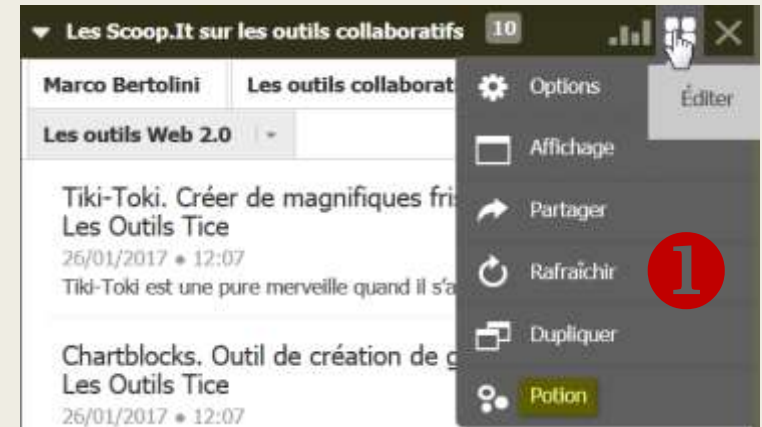 Les Scoop.It sur les outils collaboratifs 10
Marco Bertolini Les outils collaborat
Les outils Web 2.0
Options
Éditer
Affichage
Partager
Rafraîchir
Dupliquer
Potion
1
Tiki-Toki. Créer de magnifiques fri
Les Outils Tice
26/01/2017 • 12:07
Tiki-Toki est une pure merveille quand il s'a
Chartblocks. Outil de création de g
Les Outils Tice
26/01/2017 • 12:07